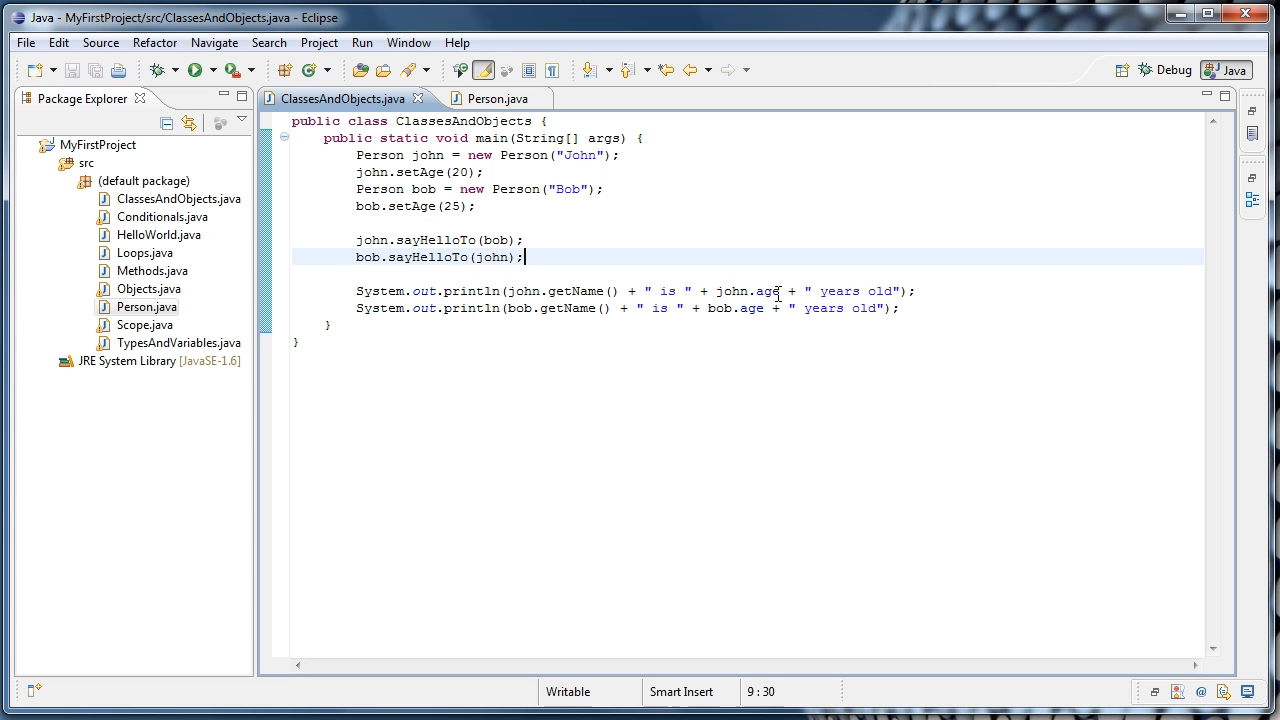 Java - MyFirstProject/src/ClassesAndObjects.java - Eclipse
File Edit Source Refactor Navigate Search Project Run Window Help
Debug Java
Package Explorer
ClassesAndObjects.java Person.java
MyFirstProject
src
(default package)
ClassesAndObjects.java
Conditionals.java
HelloWorld.java
Loops.java
Methods.java
Objects.java
Person.java
Scope.java
TypesAndVariables.java
JRE System Library [JavaSE-1.6]
public class ClassesAndObjects {
public static void main(String[] args) {
Person john = new Person("John");
john.setAge(20);
Person bob = new Person("Bob");
bob.setAge(25);
john.sayHelloTo(bob);
bob.sayHelloTo(john);
System.out.println(john.getName() + " is " + john.age + " years old");
System.out.println(bob.getName() + " is " + bob.age + " years old");
}
}
Writable Smart Insert 9 : 30